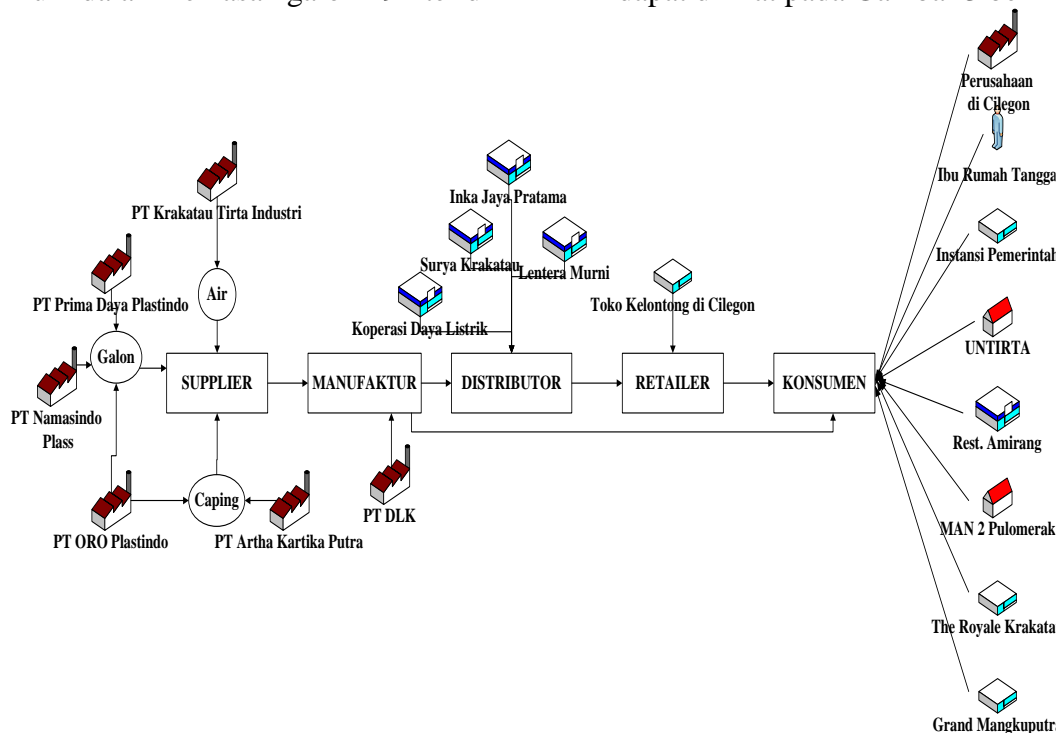 Perusahaan
di Cilegon
Ibu Rumah Tangga
Inka Jaya Pratama
PT Krakatau Tirta Industri
Surya Krakatau
Lentera Murni
Instansi Pemerintah
PT Prima Daya Plastindo
Air
Koperasi Daya Listrik
Toko Kelontong di Cilegon
UNTIRTA
Galon
SUPPLIER
MANUFAKTUR
DISTRIBUTOR
RETAILER
KONSUMEN
PT Namasindo
Plass
Rest. Amirang
Caping
PT DLK
MAN 2 Pulomerak
PT ORO Plastindo
PT Artha Kartika Putra
The Royale Krakata
Grand Mangkuputra